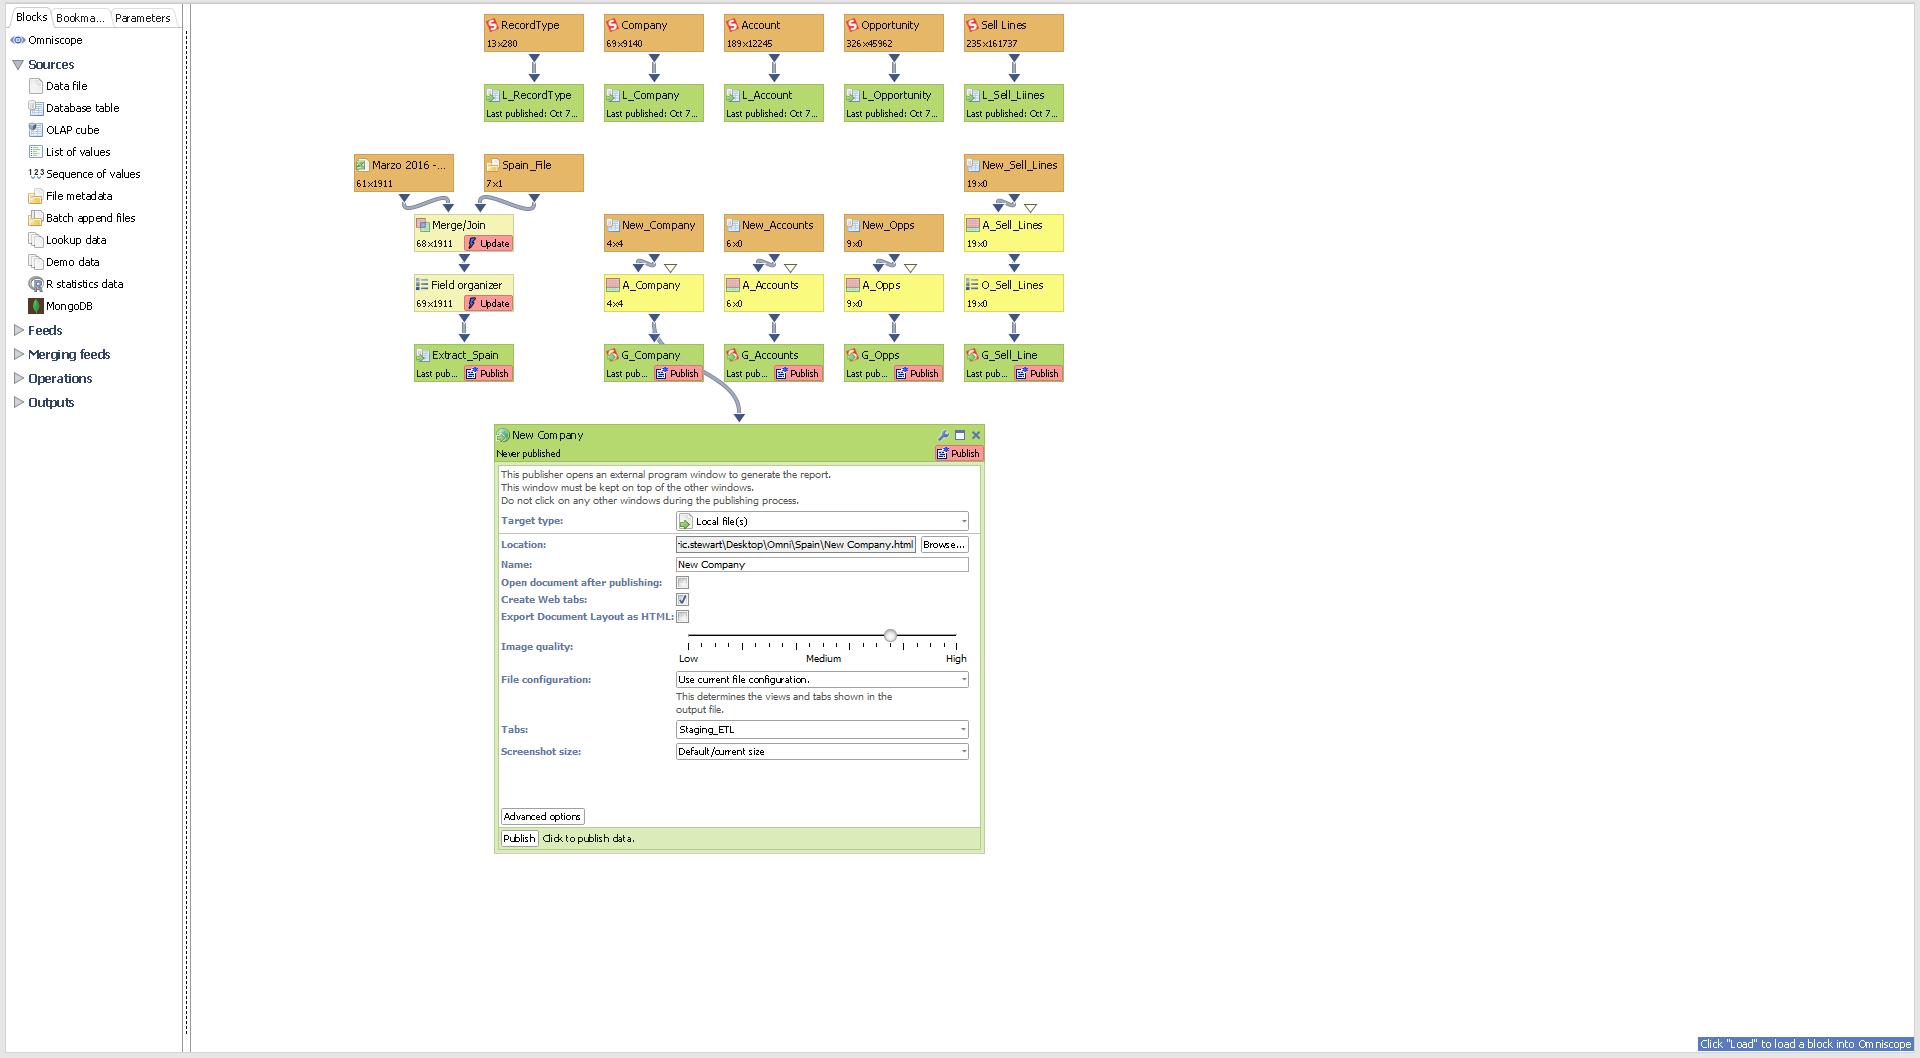 Blocks Bookma... Parameters
Omniscope
Sources
Data file
Database table
OLAP cube
List of values
123 Sequence of values
File metadata
Batch append files
Lookup data
Demo data
R statistics data
MongoDB
Feeds
Merging feeds
Operations
Outputs
RecordType
13x280
Company
69x9140
Account
189x12245
Opportunity
326x45962
Sell Lines
235x161737
L_RecordType
Last published: Oct 7...
L_Company
Last published: Oct 7...
L_Account
Last published: Oct 7...
L_Opportunity
Last published: Oct 7...
L_Sell_Liines
Last published: Oct 7...
Marzo 2016 -...
61x1911
Spain_File
7x1
New_Sell_Lines
19x0
Merge/Join
68x1911 Update
New_Company
4x4
New_Accounts
6x0
New_Opps
9x0
A_Sell_Lines
19x0
Field organizer
69x1911 Update
A_Company
4x4
A_Accounts
6x0
A_Opps
9x0
O_Sell_Lines
19x0
Extract_Spain
Last pub... Publish
G_Company
Last pub... Publish
G_Accounts
Last pub... Publish
G_Opps
Last pub... Publish
G_Sell_Line
Last pub... Publish
New Company
Never published Publish
This publisher opens an external program window to generate the report.
This window must be kept on top of the other windows.
Do not click on any other windows during the publishing process.
Target type: Local file(s)
Location: ric.stewart\Desktop\Omni\Spain\New Company.html Browse...
Name: New Company
Open document after publishing:
Create Web tabs:
Export Document Layout as HTML:
Image quality:
Low Medium High
File configuration: Use current file configuration.
This determines the views and tabs shown in the
output file.
Tabs: Staging_ETL
Screenshot size: Default/current size
Advanced options
Publish Click to publish data.
Click "Load" to load a block into Omniscope